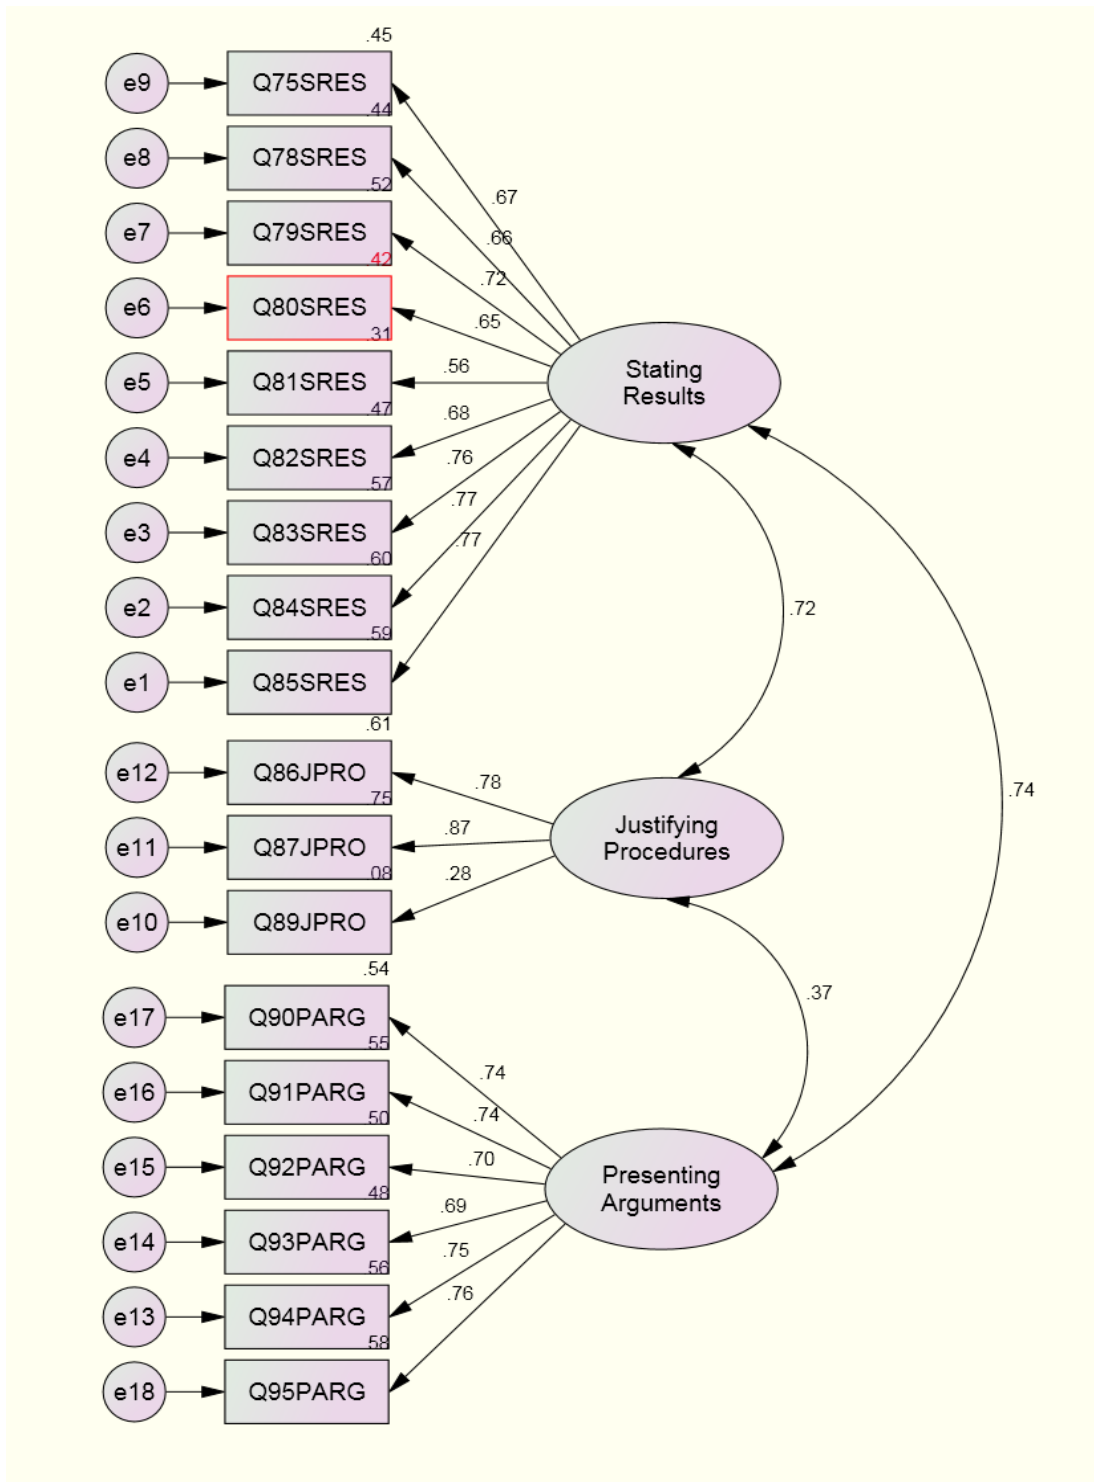 .45
e9 Q75SRES
.44
.67
e8 Q78SRES
.52
.66
e7 Q79SRES
.42
.72
e6 Q80SRES
.31
.65
e5 Q81SRES
.56
.47
e4 Q82SRES
.68
.57
.76
e3 Q83SRES
.60
.77
e2 Q84SRES
.59
.77
e1 Q85SRES
Stating
Results
.72
.74
.61
e12 Q86JPRO
.75
.78
e11 Q87JPRO
.87
.08
.28
e10 Q89JPRO
Justifying
Procedures
.37
.54
e17 Q90PARG
.55
.74
e16 Q91PARG
.50
.74
e15 Q92PARG
.48
.70
e14 Q93PARG
.56
.69
e13 Q94PARG
.58
.75
e18 Q95PARG
.76
Presenting
Arguments